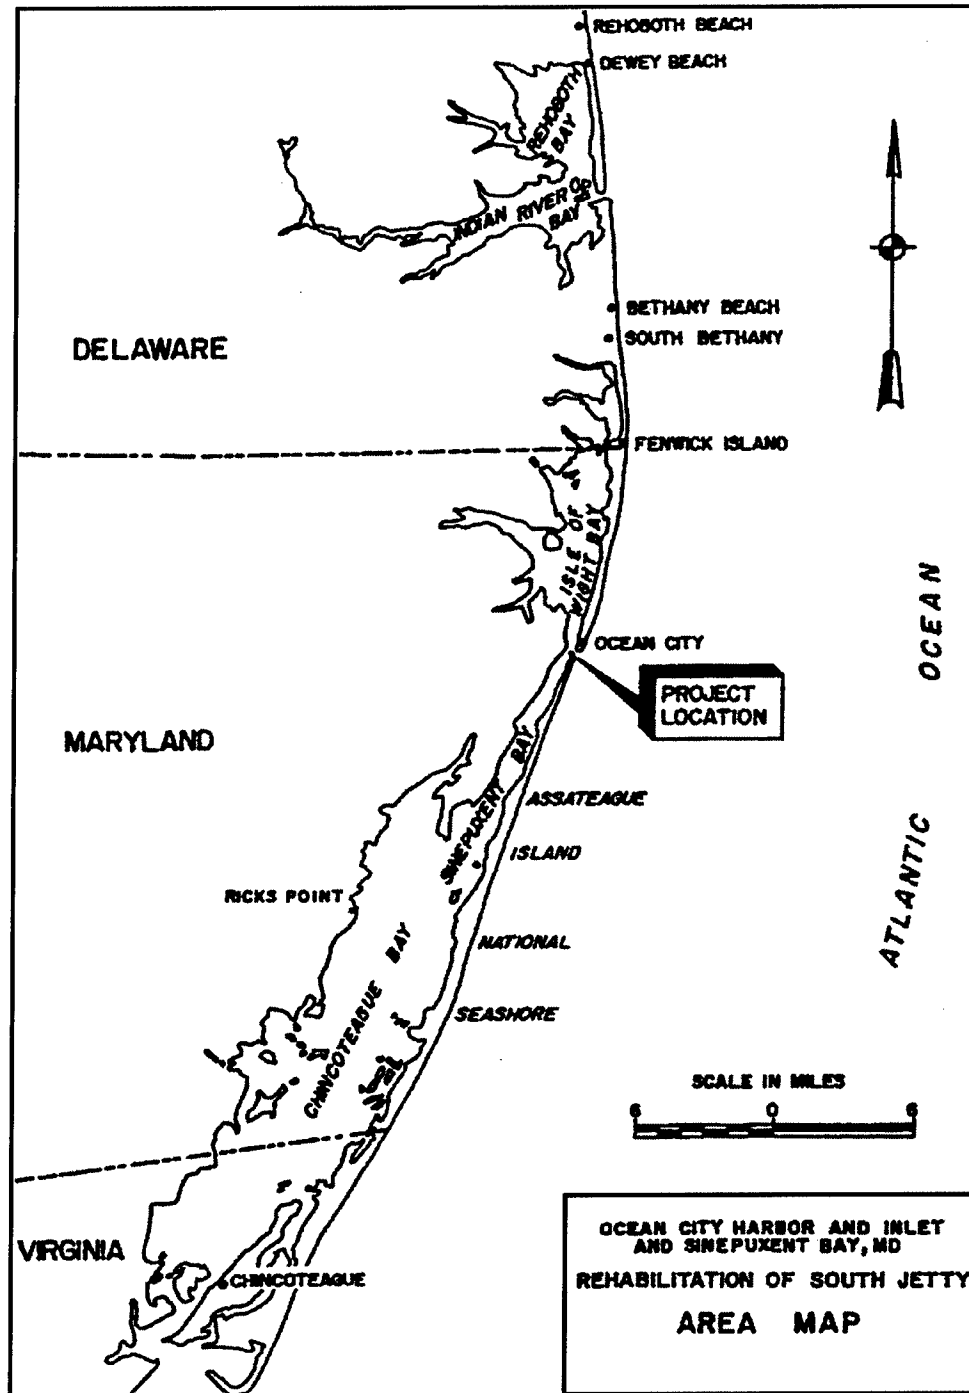 REHOBOTH BEACH
DEWEY BEACH
REHOBOTH
BAY
INDIAN RIVER
BAY
BETHANY BEACH
SOUTH BETHANY
DELAWARE
FENWICK ISLAND
ISLE OF
WIGHT BAY
OCEAN CITY
PROJECT
LOCATION
ATLANTIC OCEAN
MARYLAND
SINEPUXENT BAY
ASSATEAGUE
ISLAND
RICKS POINT
NATIONAL
CHINCOTEAGUE BAY
SEASHORE
SCALE IN MILES
6 0 6
VIRGINIA
CHINCOTEAGUE
OCEAN CITY HARBOR AND INLET
AND SINEPUXENT BAY, MD
REHABILITATION OF SOUTH JETTY
AREA MAP